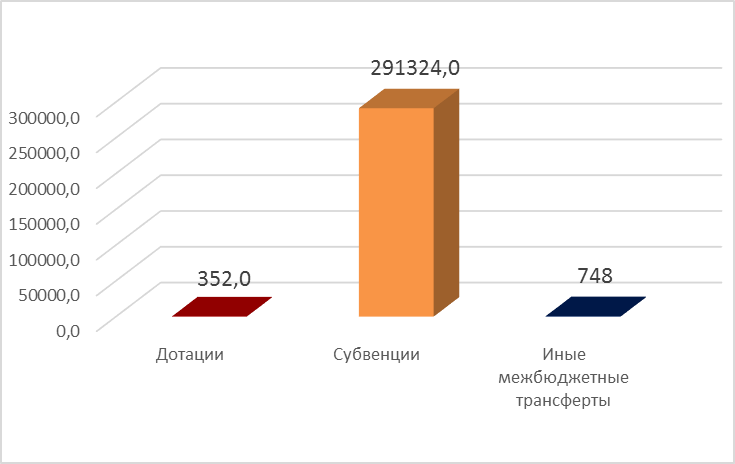 291324,0
300000,0
250000,0
200000,0
150000,0
100000,0
50000,0
0,0
352,0
748
Дотации
Субвенции
Иные
межбюджетные
трансферты